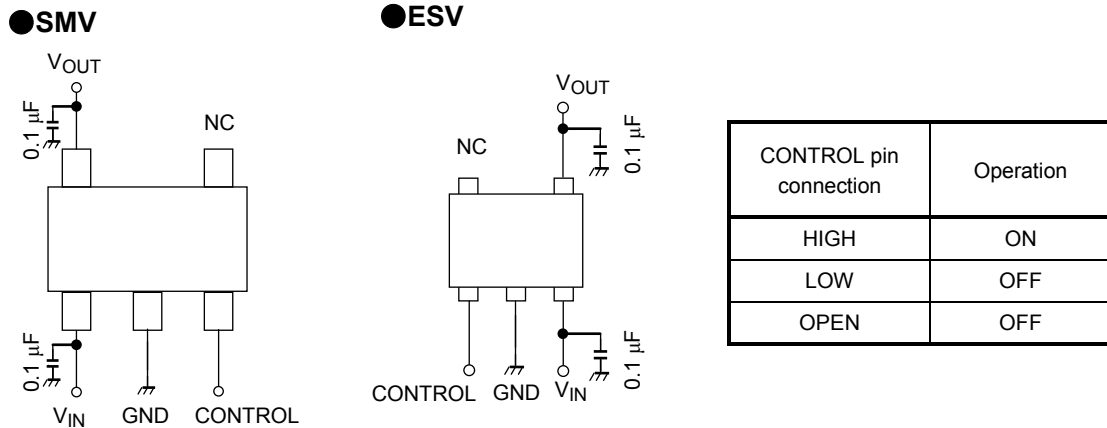 ●SMV
VOUT
0.1 μF
NC
0.1 μF
VIN
GND
CONTROL
●ESV
VOUT
NC
0.1 μF
0.1 μF
CONTROL
GND
VIN
CONTROL pin
connection
Operation
HIGH
ON
LOW
OFF
OPEN
OFF